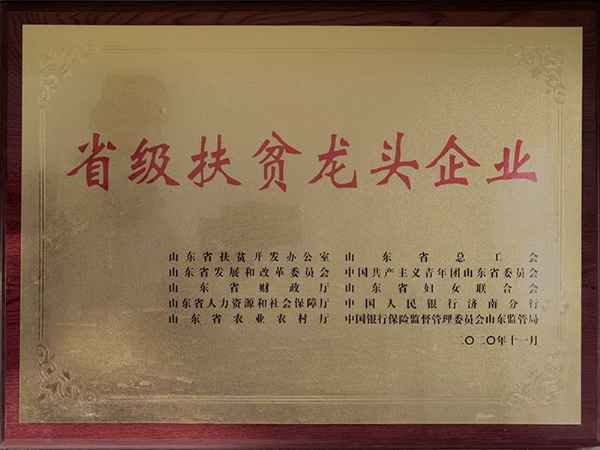 省级扶贫龙头企业
山东省扶贫开发办公室 山东省总工会
山东省发展和改革委员会 中国共产主义青年团山东省委员会
山东省财政厅 山东省妇女联合会
山东省人力资源和社会保障厅 中国人民银行济南分行
山东省农业农村厅 中国银行保险监督管理委员会山东监管局
二〇二〇年十一月